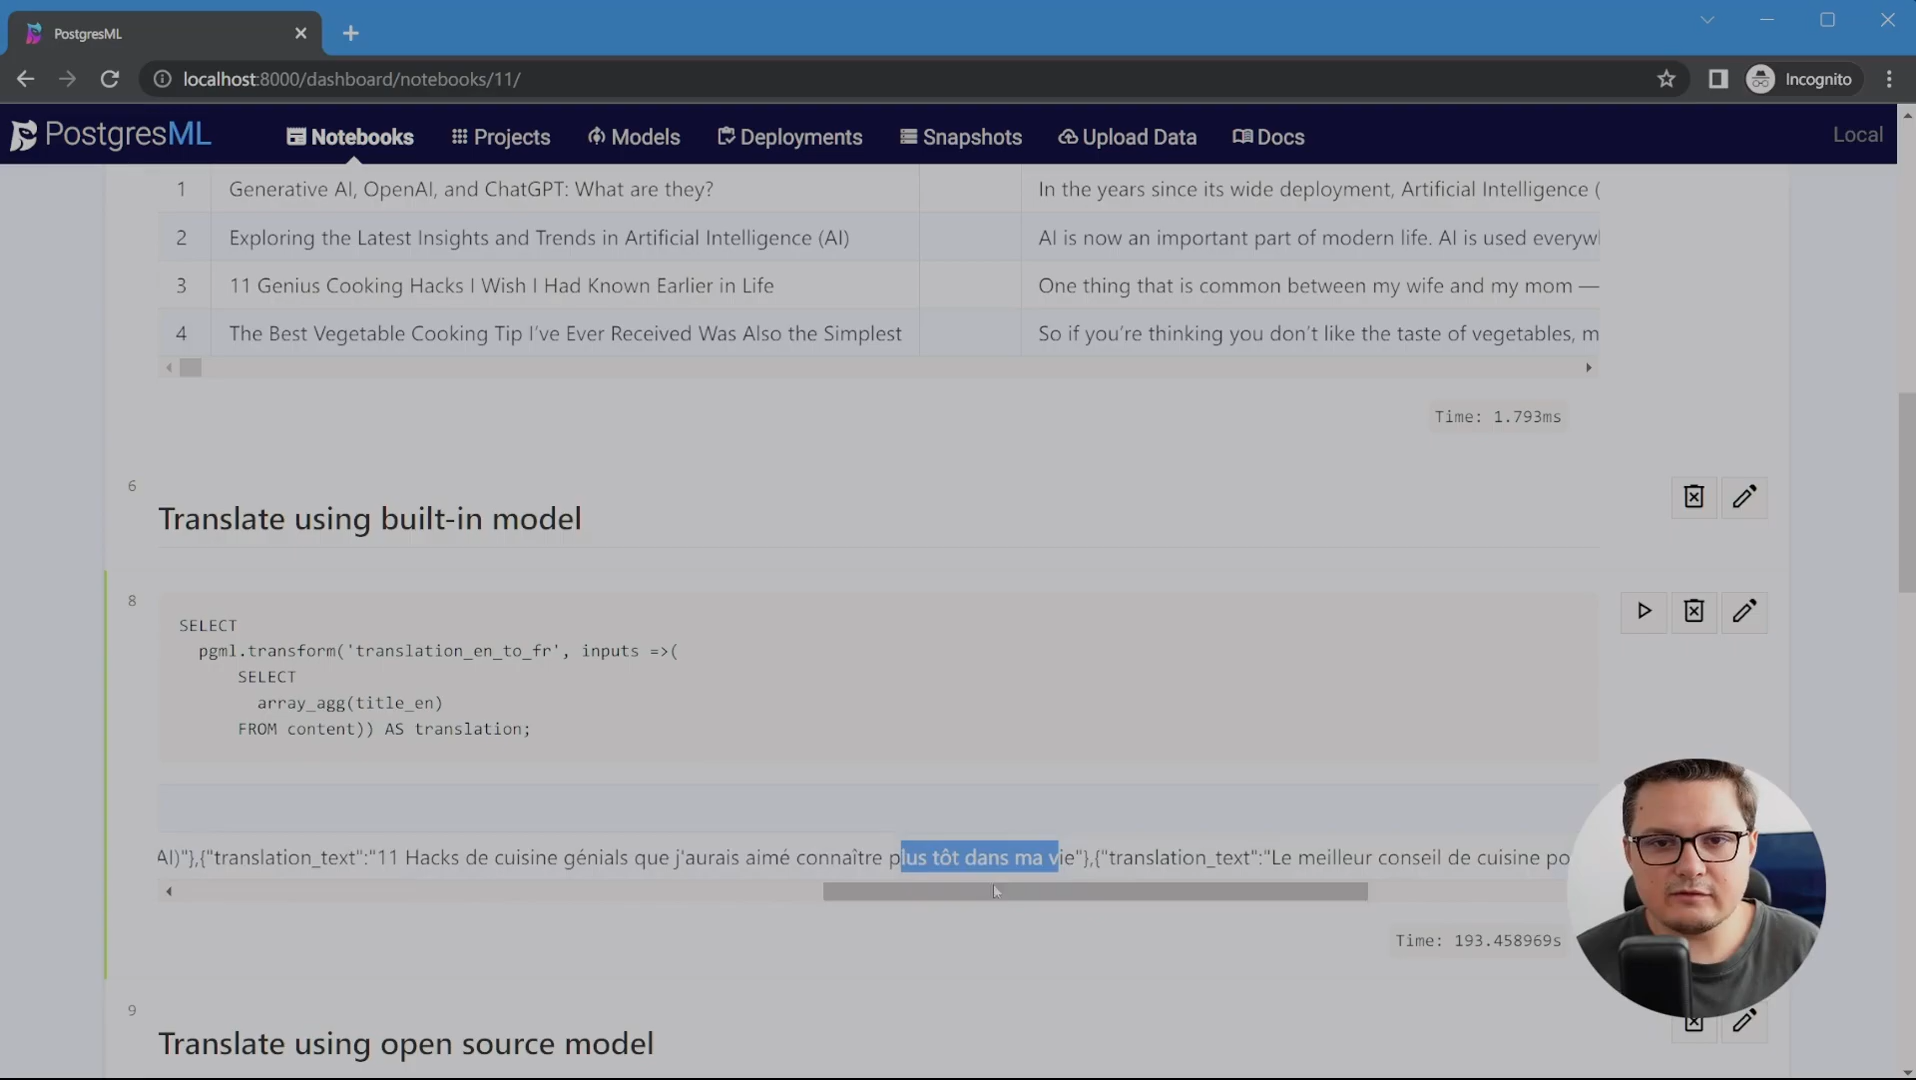 PostgresML
localhost:8000/dashboard/notebooks/11/
Incognito
PostgresML
Notebooks
Projects
Models
Deployments
Snapshots
Upload Data
Docs
Local
1 Generative AI, OpenAI, and ChatGPT: What are they? In the years since its wide deployment, Artificial Intelligence (
2 Exploring the Latest Insights and Trends in Artificial Intelligence (AI) AI is now an important part of modern life. AI is used everyw
3 11 Genius Cooking Hacks I Wish I Had Known Earlier in Life One thing that is common between my wife and my mom —
4 The Best Vegetable Cooking Tip I’ve Ever Received Was Also the Simplest So if you’re thinking you don’t like the taste of vegetables, m
Time: 1.793ms
6
Translate using built-in model
8
SELECT
pgml.transform('translation_en_to_fr', inputs =>(
SELECT
array_agg(title_en)
FROM content)) AS translation;
AI)"},{"translation_text":"11 Hacks de cuisine génials que j'aurais aimé connaître plus tôt dans ma vie"},{"translation_text":"Le meilleur conseil de cuisine po
Time: 193.458969s
9
Translate using open source model